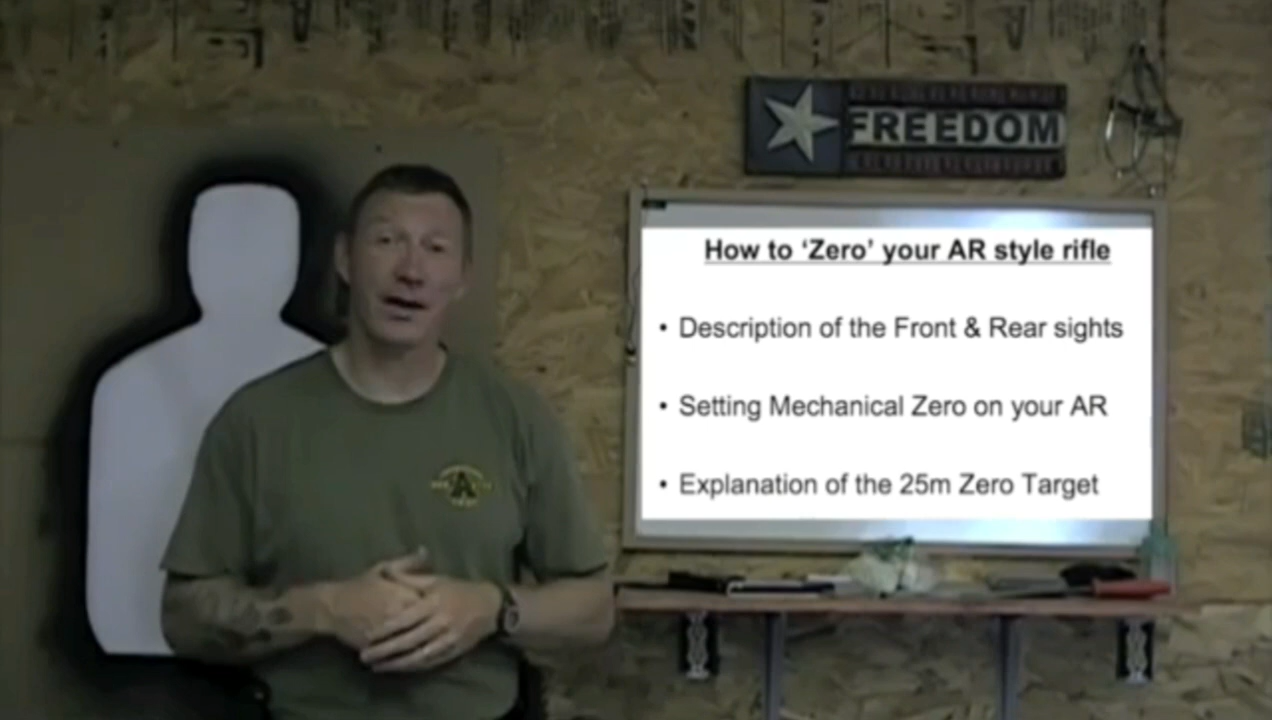 FREEDOM
How to ‘Zero’ your AR style rifle
• Description of the Front & Rear sights
• Setting Mechanical Zero on your AR
• Explanation of the 25m Zero Target